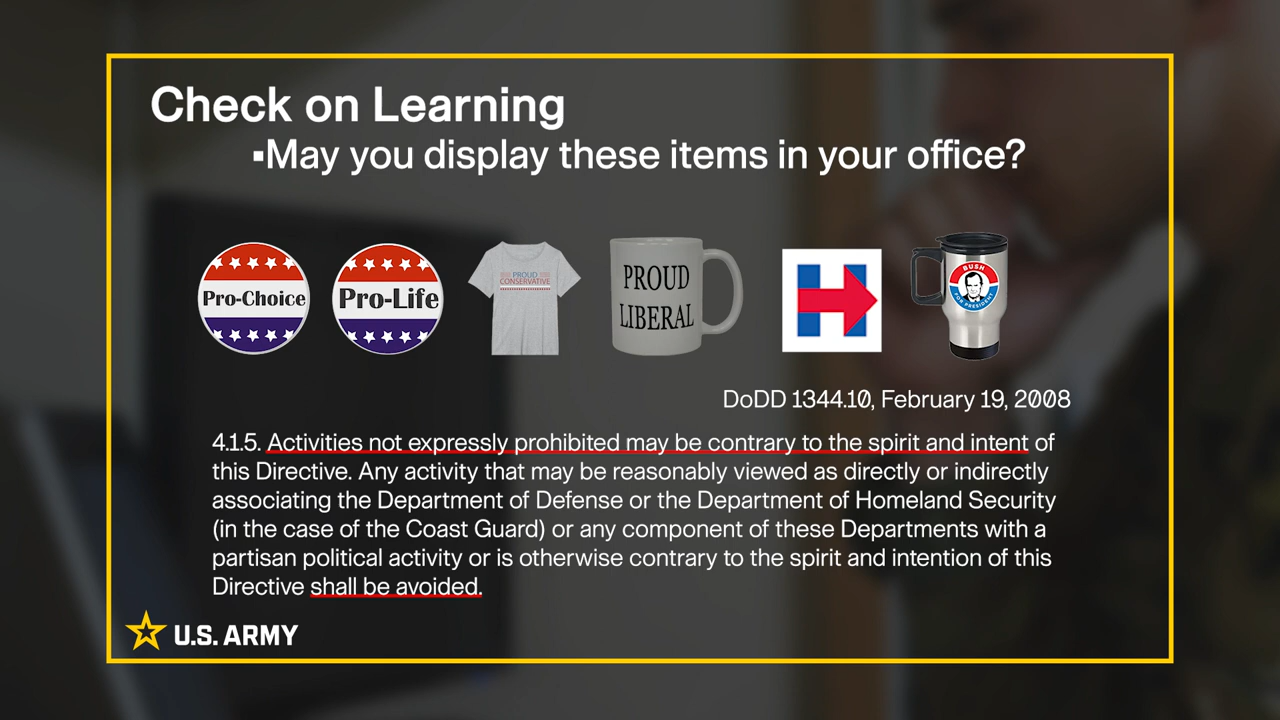 Check on Learning
▪May you display these items in your office?
Pro-Choice
Pro-Life
PROUD
CONSERVATIVE
PROUD
LIBERAL
H
BUSH
FOR PRESIDENT
DoDD 1344.10, February 19, 2008
4.1.5. Activities not expressly prohibited may be contrary to the spirit and intent of
this Directive. Any activity that may be reasonably viewed as directly or indirectly
associating the Department of Defense or the Department of Homeland Security
(in the case of the Coast Guard) or any component of these Departments with a
partisan political activity or is otherwise contrary to the spirit and intention of this
Directive shall be avoided.
U.S. ARMY